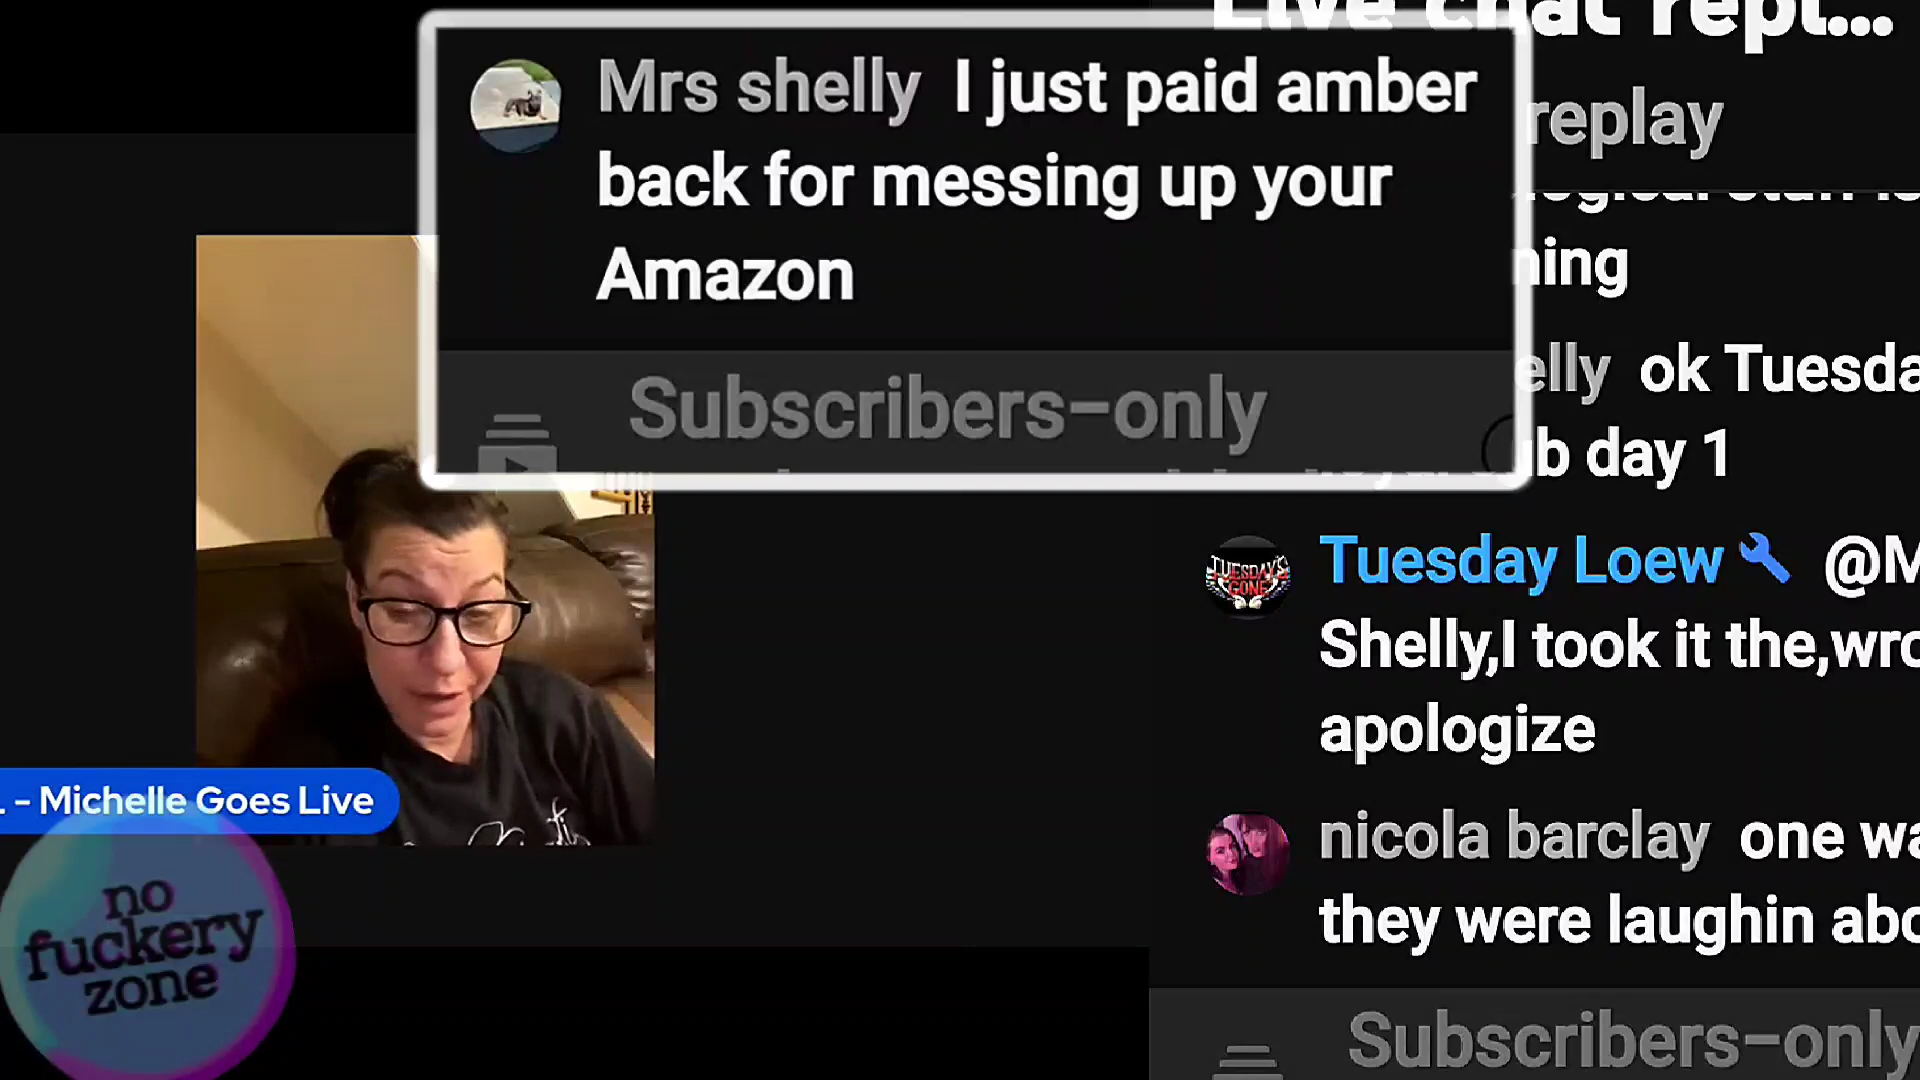 Live chat repl...
replay
Mrs shelly I just paid amber
back for messing up your
Amazon
Subscribers-only
ning
elly ok Tuesda
day 1
Tuesday Loew @M
Shelly,I took it the,wro
apologize
TUESDAY'S
GONE
nicola barclay one wa
they were laughin abo
Subscribers-only
- Michelle Goes Live
no
fuckery
zone